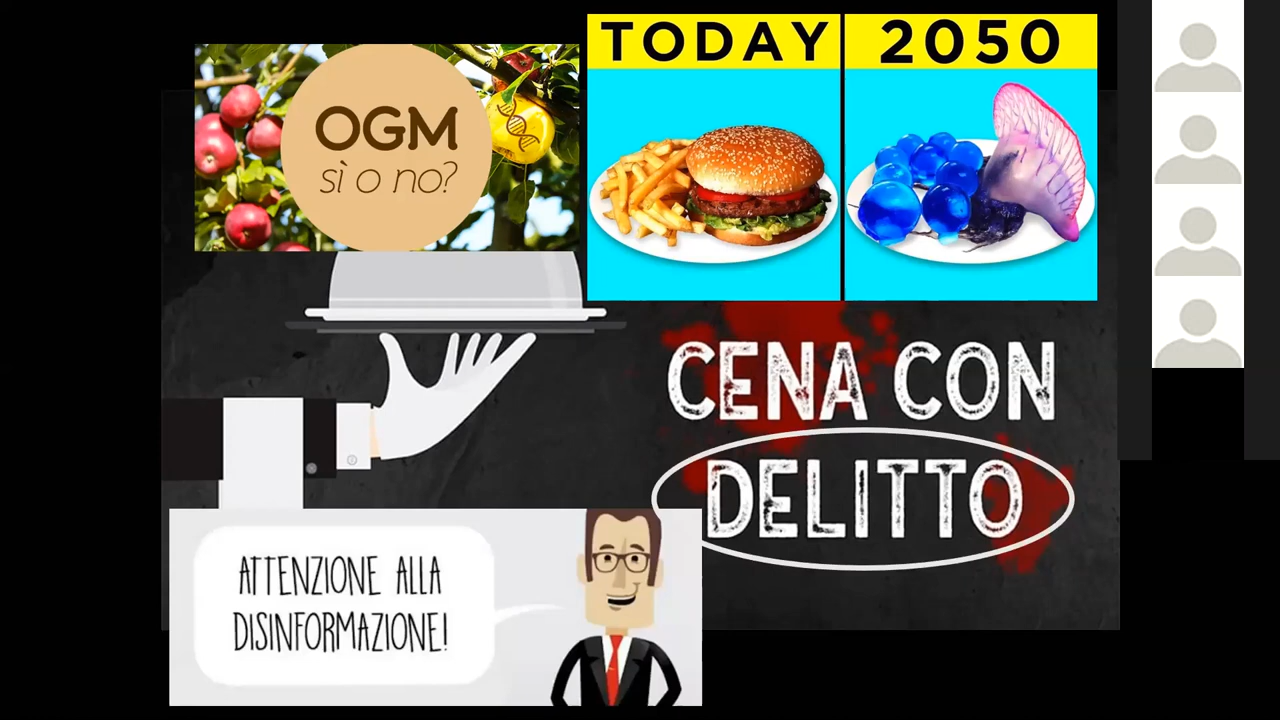 OGM
sì o no?
TODAY
2050
CENA CON
DELITTO
ATTENZIONE ALLA
DISINFORMAZIONE!